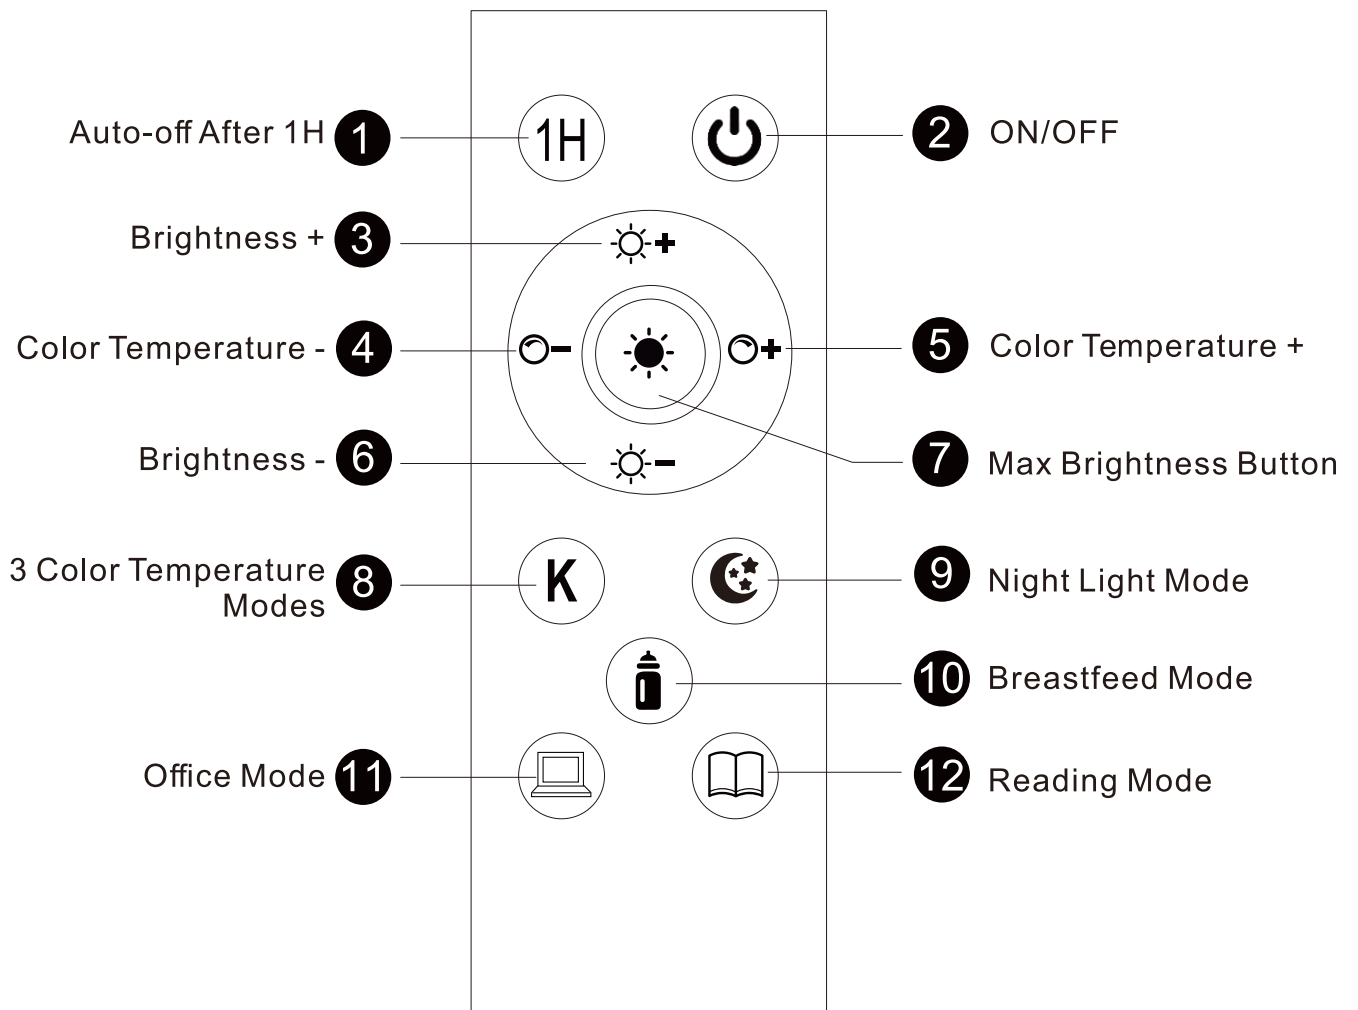 Auto-off After 1H 1 1H 2 ON/OFF
Brightness + 3
Color Temperature - 4 5 Color Temperature +
Brightness - 6 7 Max Brightness Button
3 Color Temperature
Modes 8 K 9 Night Light Mode
10 Breastfeed Mode
Office Mode 11 12 Reading Mode